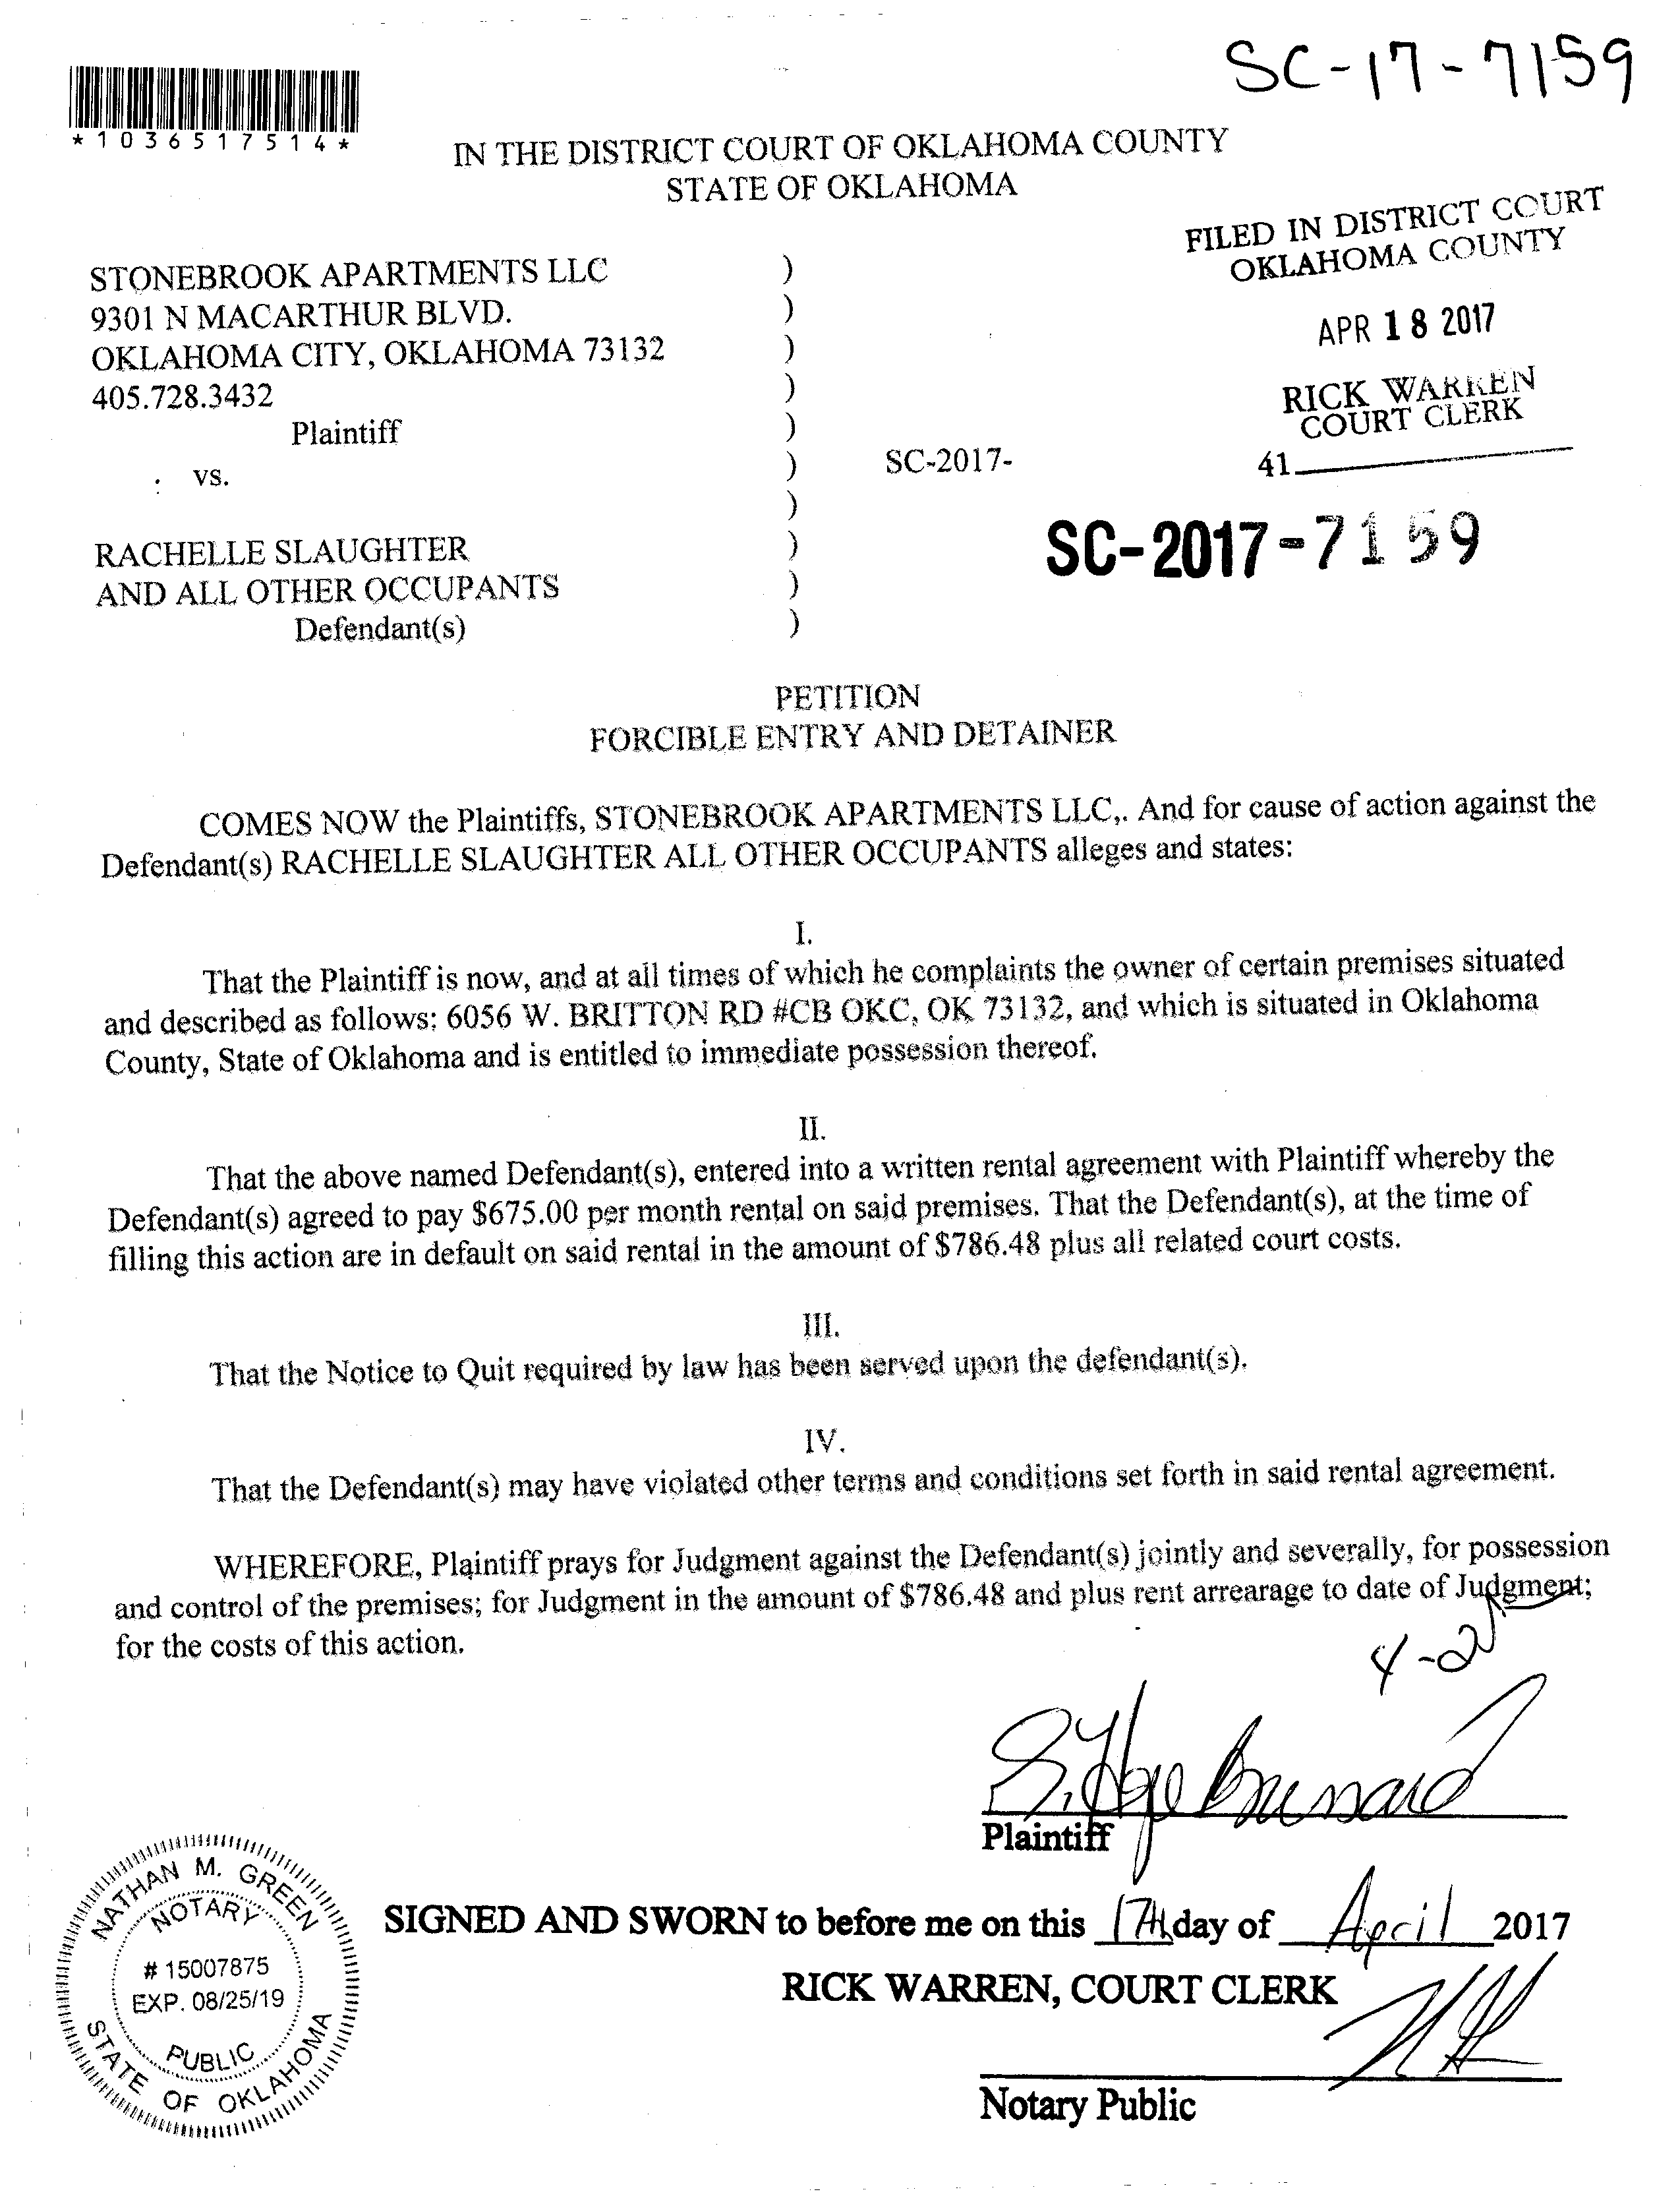 SC-17-7159
*1036517514*
IN THE DISTRICT COURT OF OKLAHOMA COUNTY
STATE OF OKLAHOMA
FILED IN DISTRICT COURT
OKLAHOMA COUNTY
APR 18 2017
RICK WARREN
COURT CLERK
41
STONEBROOK APARTMENTS LLC )
9301 N MACARTHUR BLVD. )
OKLAHOMA CITY, OKLAHOMA 73132 )
405.728.3432 )
Plaintiff )
: vs. ) SC-2017-
)
SC-2017-7159
RACHELLE SLAUGHTER )
AND ALL OTHER OCCUPANTS )
Defendant(s) )
PETITION
FORCIBLE ENTRY AND DETAINER
COMES NOW the Plaintiffs, STONEBROOK APARTMENTS LLC,. And for cause of action against the
Defendant(s) RACHELLE SLAUGHTER ALL OTHER OCCUPANTS alleges and states:
I.
That the Plaintiff is now, and at all times of which he complaints the owner of certain premises situated
and described as follows: 6056 W. BRITTON RD #CB OKC, OK 73132, and which is situated in Oklahoma
County, State of Oklahoma and is entitled to immediate possession thereof.
II.
That the above named Defendant(s), entered into a written rental agreement with Plaintiff whereby the
Defendant(s) agreed to pay $675.00 per month rental on said premises. That the Defendant(s), at the time of
filling this action are in default on said rental in the amount of $786.48 plus all related court costs.
III.
That the Notice to Quit required by law has been served upon the defendant(s).
IV.
That the Defendant(s) may have violated other terms and conditions set forth in said rental agreement.
WHEREFORE, Plaintiff prays for Judgment against the Defendant(s) jointly and severally, for possession
and control of the premises; for Judgment in the amount of $786.48 and plus rent arrearage to date of Judgment;
for the costs of this action.
Plaintiff
SIGNED AND SWORN to before me on this 17th day of April 2017
RICK WARREN, COURT CLERK
Notary Public
NATHAN M. GREEN
NOTARY
# 15007875
EXP. 08/25/19
PUBLIC
STATE OF OKLAHOMA